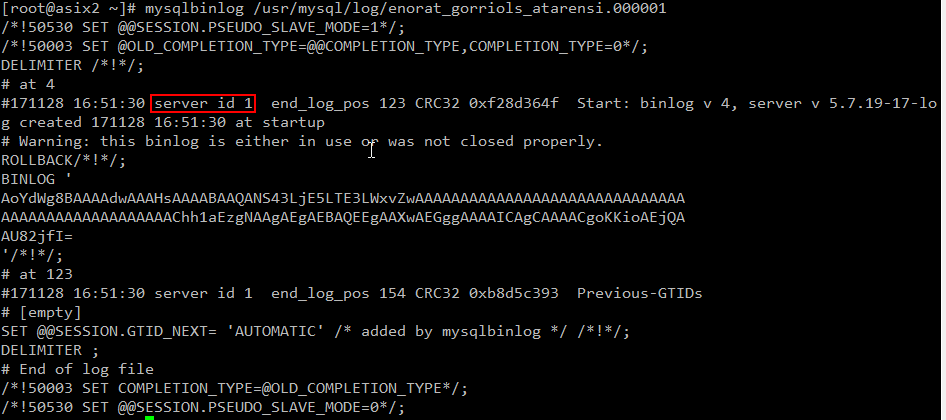 [root@asix2 ~]# mysqlbinlog /usr/mysql/log/enorat_gorriols_atarensi.000001
/*!50530 SET @@SESSION.PSEUDO_SLAVE_MODE=1*/;
/*!50003 SET @OLD_COMPLETION_TYPE=@@COMPLETION_TYPE,COMPLETION_TYPE=0*/;
DELIMITER /*!*/;
# at 4
#171128 16:51:30 server id 1  end_log_pos 123 CRC32 0xf28d364f  Start: binlog v 4, server v 5.7.19-17-lo
g created 171128 16:51:30 at startup
# Warning: this binlog is either in use or was not closed properly.
ROLLBACK/*!*/;
BINLOG '
AoYdWg8BAAAAdwAAAHsAAAABAAQANS43LjE5LTE3LWxvZwAAAAAAAAAAAAAAAAAAAAAAAAAAAAAA
AAAAAAAAAAAAAAAAAAAChh1aEzgNAAgAEgAEBAQEEgAAXwAEGggAAAAICAgCAAAACgoKKioAEjQA
AU82jfI=
'/*!*/;
# at 123
#171128 16:51:30 server id 1  end_log_pos 154 CRC32 0xb8d5c393  Previous-GTIDs
# [empty]
SET @@SESSION.GTID_NEXT= 'AUTOMATIC' /* added by mysqlbinlog */ /*!*/;
DELIMITER ;
# End of log file
/*!50003 SET COMPLETION_TYPE=@OLD_COMPLETION_TYPE*/;
/*!50530 SET @@SESSION.PSEUDO_SLAVE_MODE=0*/;